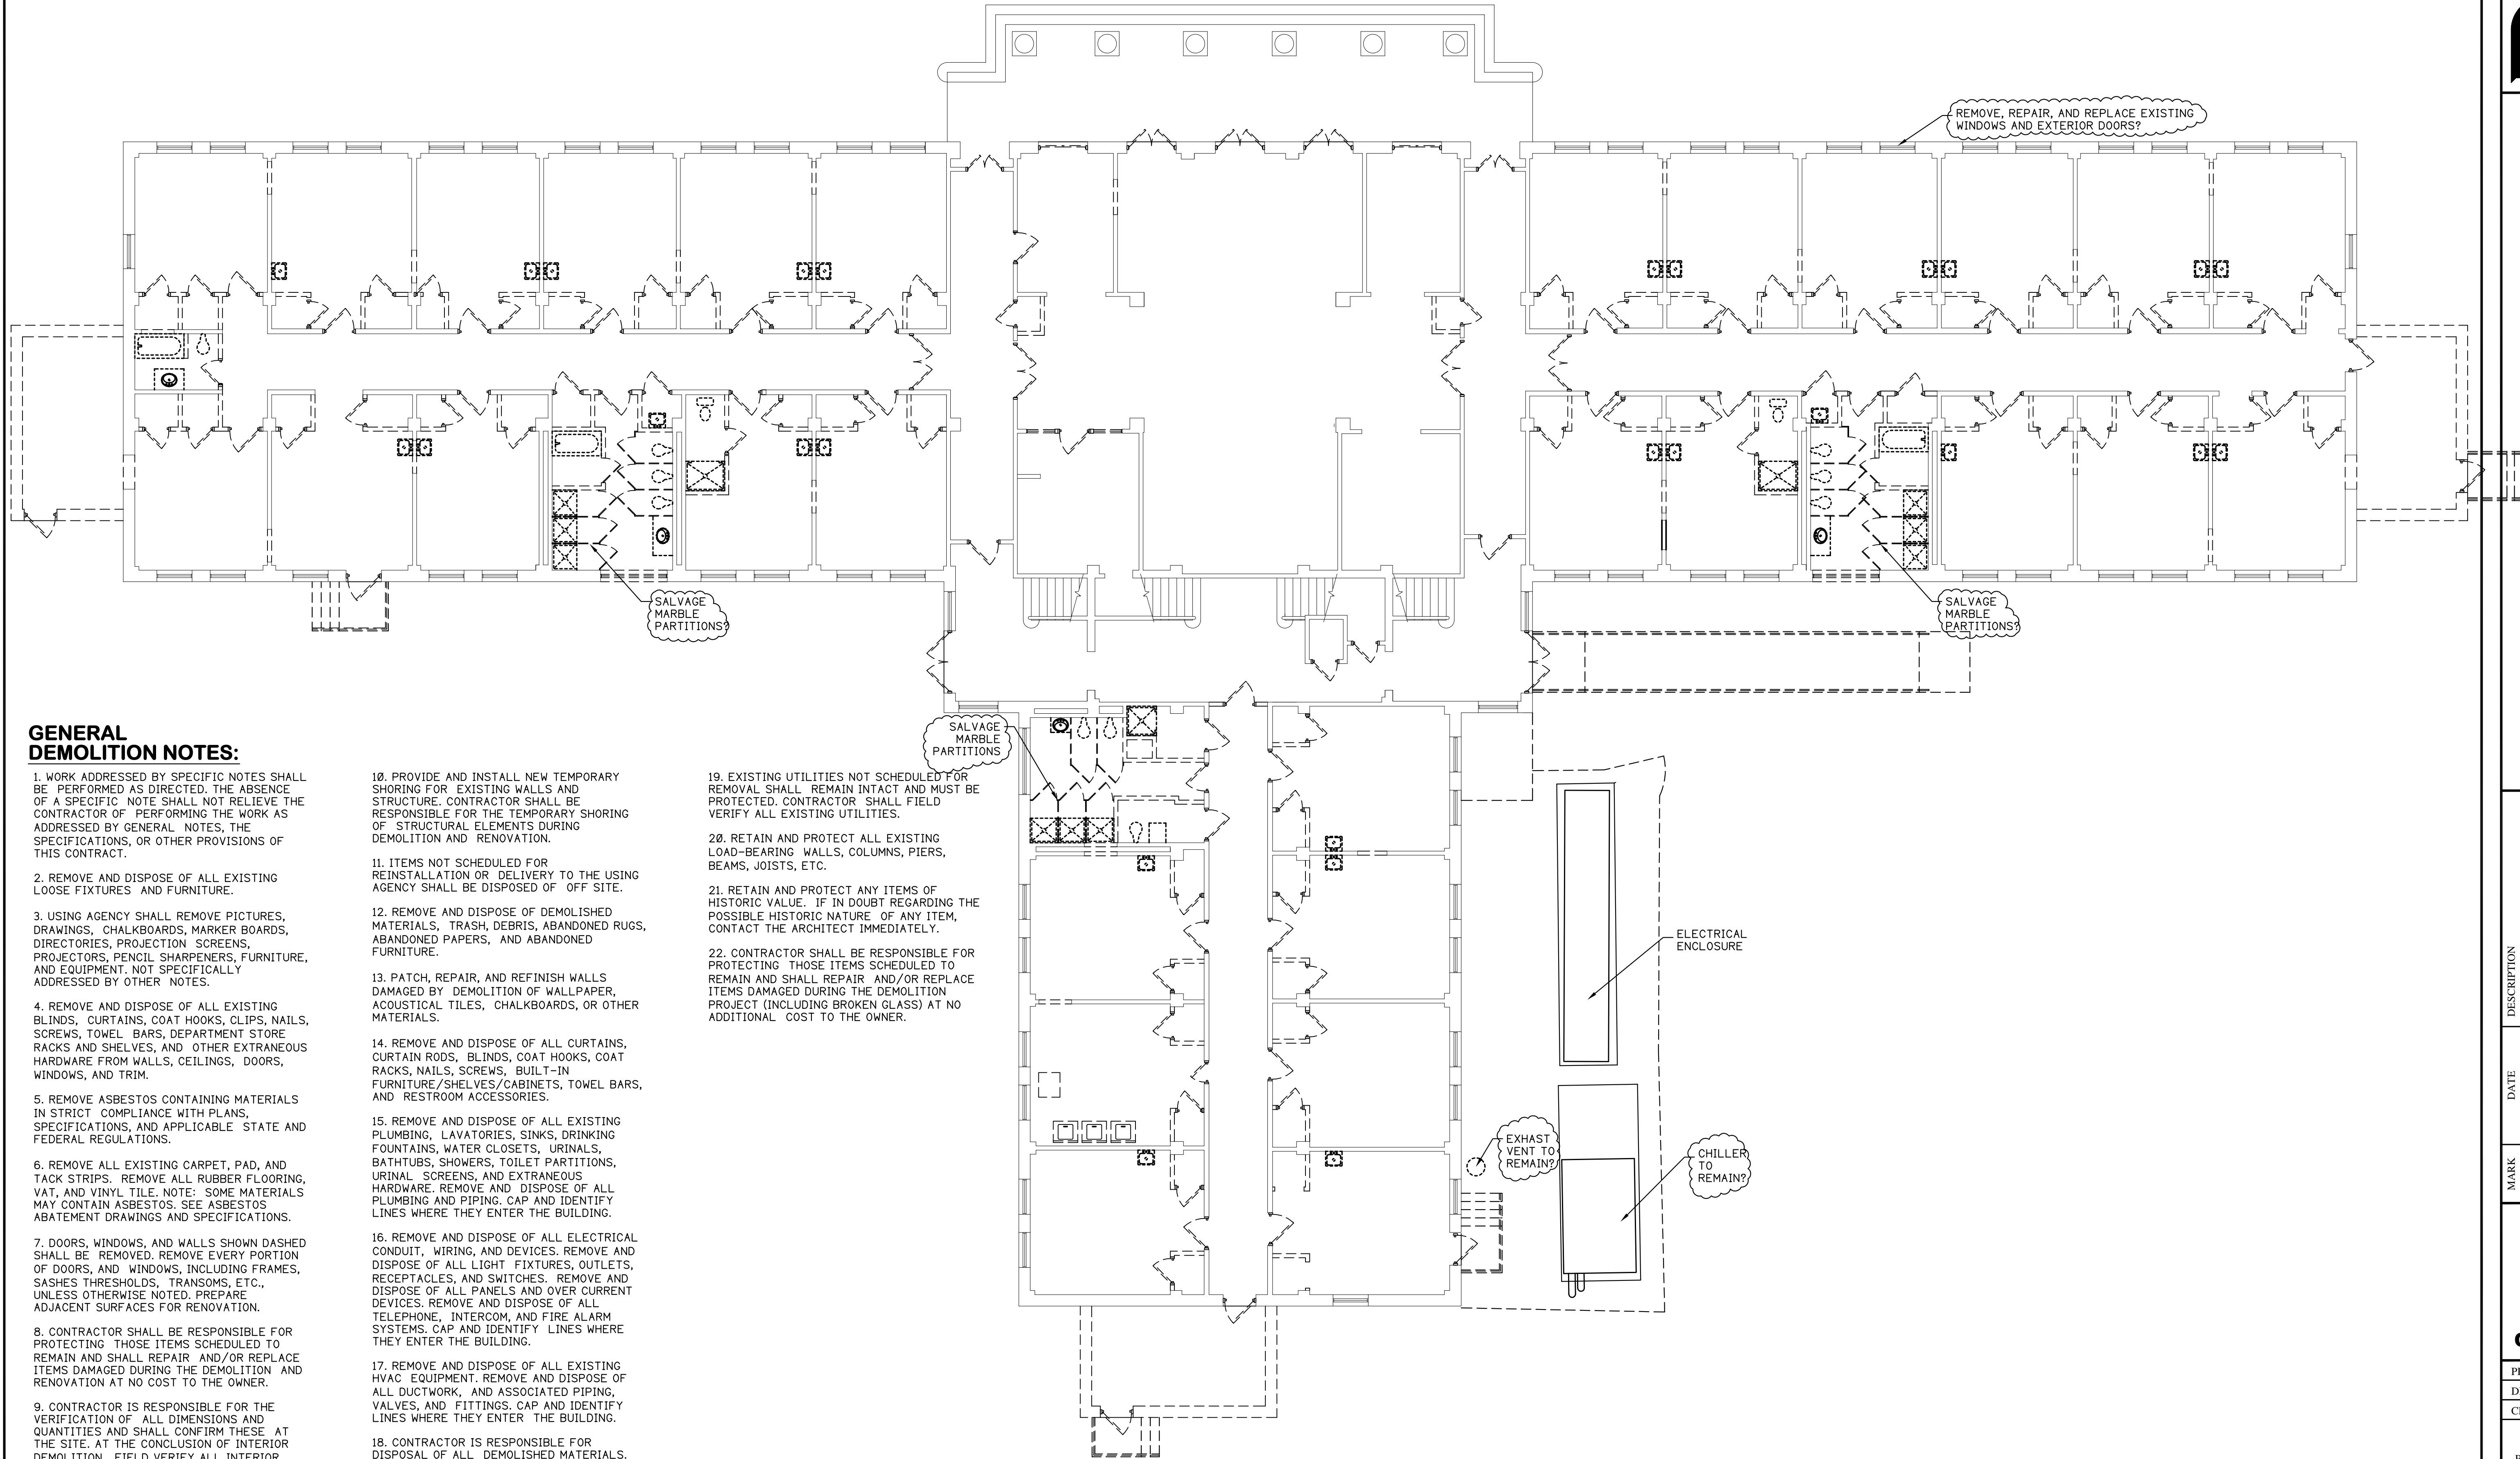 REMOVE, REPAIR, AND REPLACE EXISTING
WINDOWS AND EXTERIOR DOORS?
SALVAGE
MARBLE
PARTITIONS?
SALVAGE
MARBLE
PARTITIONS?
SALVAGE
MARBLE
PARTITIONS
ELECTRICAL
ENCLOSURE
EXHAST
VENT TO
REMAIN?
CHILLER
TO
REMAIN?
GENERAL
DEMOLITION NOTES:
1. WORK ADDRESSED BY SPECIFIC NOTES SHALL
BE PERFORMED AS DIRECTED. THE ABSENCE
OF A SPECIFIC NOTE SHALL NOT RELIEVE THE
CONTRACTOR OF PERFORMING THE WORK AS
ADDRESSED BY GENERAL NOTES, THE
SPECIFICATIONS, OR OTHER PROVISIONS OF
THIS CONTRACT.
2. REMOVE AND DISPOSE OF ALL EXISTING
LOOSE FIXTURES AND FURNITURE.
3. USING AGENCY SHALL REMOVE PICTURES,
DRAWINGS, CHALKBOARDS, MARKER BOARDS,
DIRECTORIES, PROJECTION SCREENS,
PROJECTORS, PENCIL SHARPENERS, FURNITURE,
AND EQUIPMENT. NOT SPECIFICALLY
ADDRESSED BY OTHER NOTES.
4. REMOVE AND DISPOSE OF ALL EXISTING
BLINDS, CURTAINS, COAT HOOKS, CLIPS, NAILS,
SCREWS, TOWEL BARS, DEPARTMENT STORE
RACKS AND SHELVES, AND OTHER EXTRANEOUS
HARDWARE FROM WALLS, CEILINGS, DOORS,
WINDOWS, AND TRIM.
5. REMOVE ASBESTOS CONTAINING MATERIALS
IN STRICT COMPLIANCE WITH PLANS,
SPECIFICATIONS, AND APPLICABLE STATE AND
FEDERAL REGULATIONS.
6. REMOVE ALL EXISTING CARPET, PAD, AND
TACK STRIPS. REMOVE ALL RUBBER FLOORING,
VAT, AND VINYL TILE. NOTE: SOME MATERIALS
MAY CONTAIN ASBESTOS. SEE ASBESTOS
ABATEMENT DRAWINGS AND SPECIFICATIONS.
7. DOORS, WINDOWS, AND WALLS SHOWN DASHED
SHALL BE REMOVED. REMOVE EVERY PORTION
OF DOORS, AND WINDOWS, INCLUDING FRAMES,
SASHES THRESHOLDS, TRANSOMS, ETC.,
UNLESS OTHERWISE NOTED. PREPARE
ADJACENT SURFACES FOR RENOVATION.
8. CONTRACTOR SHALL BE RESPONSIBLE FOR
PROTECTING THOSE ITEMS SCHEDULED TO
REMAIN AND SHALL REPAIR AND/OR REPLACE
ITEMS DAMAGED DURING THE DEMOLITION AND
RENOVATION AT NO COST TO THE OWNER.
9. CONTRACTOR IS RESPONSIBLE FOR THE
VERIFICATION OF ALL DIMENSIONS AND
QUANTITIES AND SHALL CONFIRM THESE AT
THE SITE. AT THE CONCLUSION OF INTERIOR
DEMOLITION, FIELD VERIFY ALL INTERIOR
10. PROVIDE AND INSTALL NEW TEMPORARY
SHORING FOR EXISTING WALLS AND
STRUCTURE. CONTRACTOR SHALL BE
RESPONSIBLE FOR THE TEMPORARY SHORING
OF STRUCTURAL ELEMENTS DURING
DEMOLITION AND RENOVATION.
11. ITEMS NOT SCHEDULED FOR
REINSTALLATION OR DELIVERY TO THE USING
AGENCY SHALL BE DISPOSED OF OFF SITE.
12. REMOVE AND DISPOSE OF DEMOLISHED
MATERIALS, TRASH, DEBRIS, ABANDONED RUGS,
ABANDONED PAPERS, AND ABANDONED
FURNITURE.
13. PATCH, REPAIR, AND REFINISH WALLS
DAMAGED BY DEMOLITION OF WALLPAPER,
ACOUSTICAL TILES, CHALKBOARDS, OR OTHER
MATERIALS.
14. REMOVE AND DISPOSE OF ALL CURTAINS,
CURTAIN RODS, BLINDS, COAT HOOKS, COAT
RACKS, NAILS, SCREWS, BUILT-IN
FURNITURE/SHELVES/CABINETS, TOWEL BARS,
AND RESTROOM ACCESSORIES.
15. REMOVE AND DISPOSE OF ALL EXISTING
PLUMBING, LAVATORIES, SINKS, DRINKING
FOUNTAINS, WATER CLOSETS, URINALS,
BATHTUBS, SHOWERS, TOILET PARTITIONS,
URINAL SCREENS, AND EXTRANEOUS
HARDWARE. REMOVE AND DISPOSE OF ALL
PLUMBING AND PIPING. CAP AND IDENTIFY
LINES WHERE THEY ENTER THE BUILDING.
16. REMOVE AND DISPOSE OF ALL ELECTRICAL
CONDUIT, WIRING, AND DEVICES. REMOVE AND
DISPOSE OF ALL LIGHT FIXTURES, OUTLETS,
RECEPTACLES, AND SWITCHES. REMOVE AND
DISPOSE OF ALL PANELS AND OVER CURRENT
DEVICES. REMOVE AND DISPOSE OF ALL
TELEPHONE, INTERCOM, AND FIRE ALARM
SYSTEMS. CAP AND IDENTIFY LINES WHERE
THEY ENTER THE BUILDING.
17. REMOVE AND DISPOSE OF ALL EXISTING
HVAC EQUIPMENT. REMOVE AND DISPOSE OF
ALL DUCTWORK, AND ASSOCIATED PIPING,
VALVES, AND FITTINGS. CAP AND IDENTIFY
LINES WHERE THEY ENTER THE BUILDING.
18. CONTRACTOR IS RESPONSIBLE FOR
DISPOSAL OF ALL DEMOLISHED MATERIALS.
19. EXISTING UTILITIES NOT SCHEDULED FOR
REMOVAL SHALL REMAIN INTACT AND MUST BE
PROTECTED. CONTRACTOR SHALL FIELD
VERIFY ALL EXISTING UTILITIES.
20. RETAIN AND PROTECT ALL EXISTING
LOAD-BEARING WALLS, COLUMNS, PIERS,
BEAMS, JOISTS, ETC.
21. RETAIN AND PROTECT ANY ITEMS OF
HISTORIC VALUE. IF IN DOUBT REGARDING THE
POSSIBLE HISTORIC NATURE OF ANY ITEM,
CONTACT THE ARCHITECT IMMEDIATELY.
22. CONTRACTOR SHALL BE RESPONSIBLE FOR
PROTECTING THOSE ITEMS SCHEDULED TO
REMAIN AND SHALL REPAIR AND/OR REPLACE
ITEMS DAMAGED DURING THE DEMOLITION
PROJECT (INCLUDING BROKEN GLASS) AT NO
ADDITIONAL COST TO THE OWNER.
DESCRIPTION
DATE
MARK